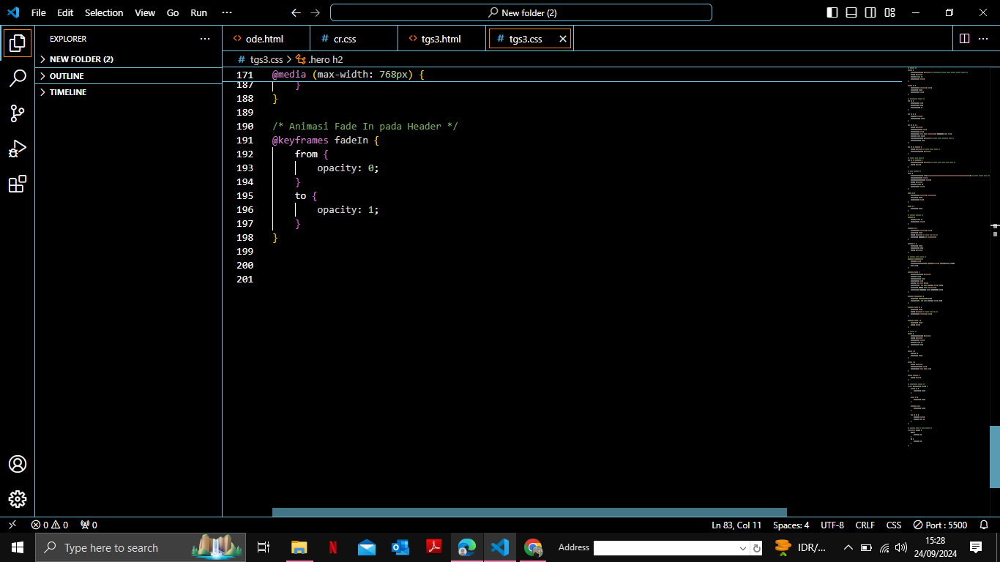 File Edit Selection View Go Run ···
New folder (2)
EXPLORER ···
NEW FOLDER (2)
OUTLINE
TIMELINE
<> ode.html # cr.css <> tgs3.html # tgs3.css ···
# tgs3.css > .hero h2
171 @media (max-width: 768px) {
187 }
188 }
189
190 /* Animasi Fade In pada Header */
191 @keyframes fadeIn {
192 from {
193 opacity: 0;
194 }
195 to {
196 opacity: 1;
197 }
198 }
199
200
201
0 0 0 Ln 83, Col 11 Spaces: 4 UTF-8 CRLF CSS Port : 5500
Type here to search Address IDR/... 15:28
24/09/2024